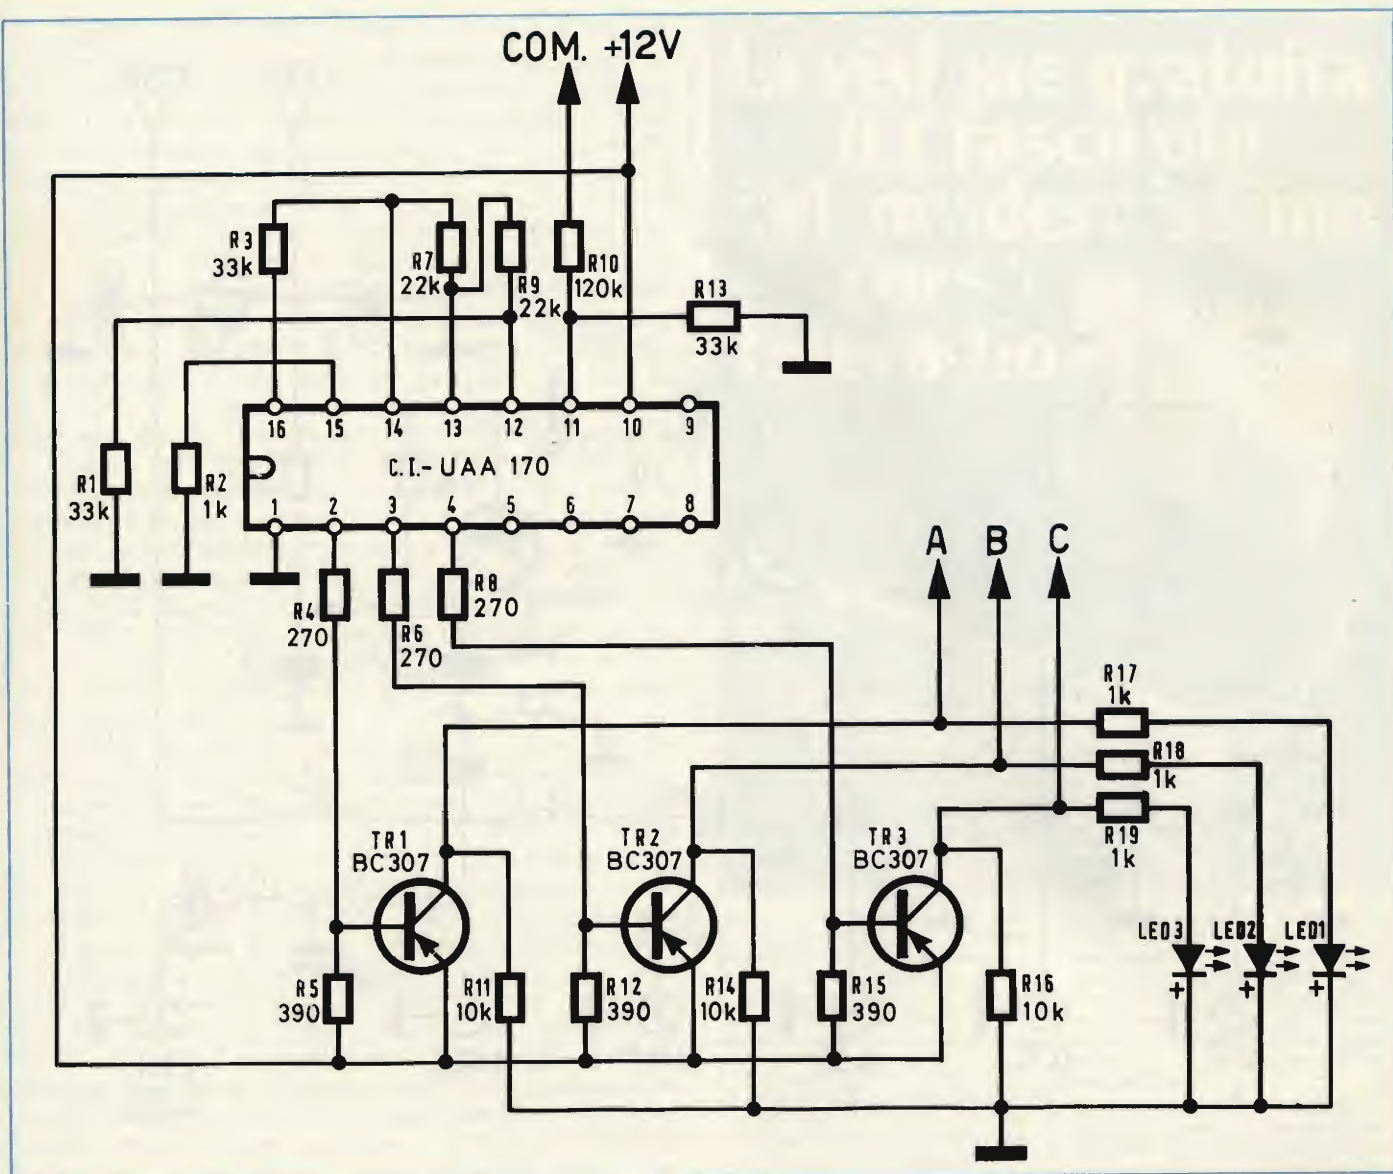 COM. +12V
R3
33k
R7
22k
R9
22k
R10
120k
R13
33k
16 15 14 13 12 11 10 9
C.I.-UAA 170
1 2 3 4 5 6 7 8
R1
33k
R2
1k
R4
270
R6
270
R8
270
A B C
R17
1k
R18
1k
R19
1k
TR1
BC307
TR2
BC307
TR3
BC307
LED3 LED2 LED1
+ + +
R5
390
R11
10k
R12
390
R14
10k
R15
390
R16
10k